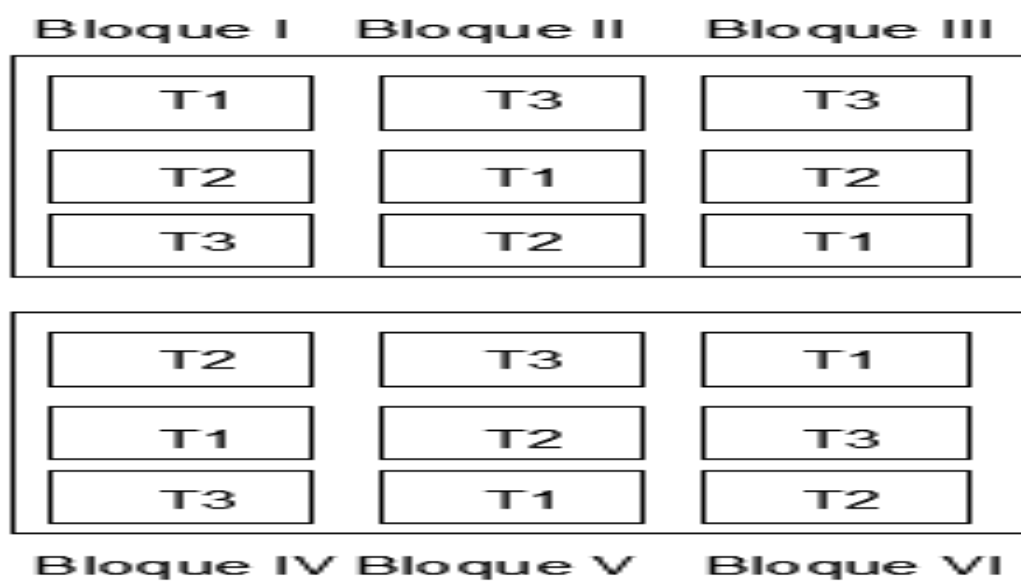 Bloque I Bloque II Bloque III
T1 T3 T3
T2 T1 T2
T3 T2 T1
T2 T3 T1
T1 T2 T3
T3 T1 T2
Bloque IV Bloque V Bloque VI